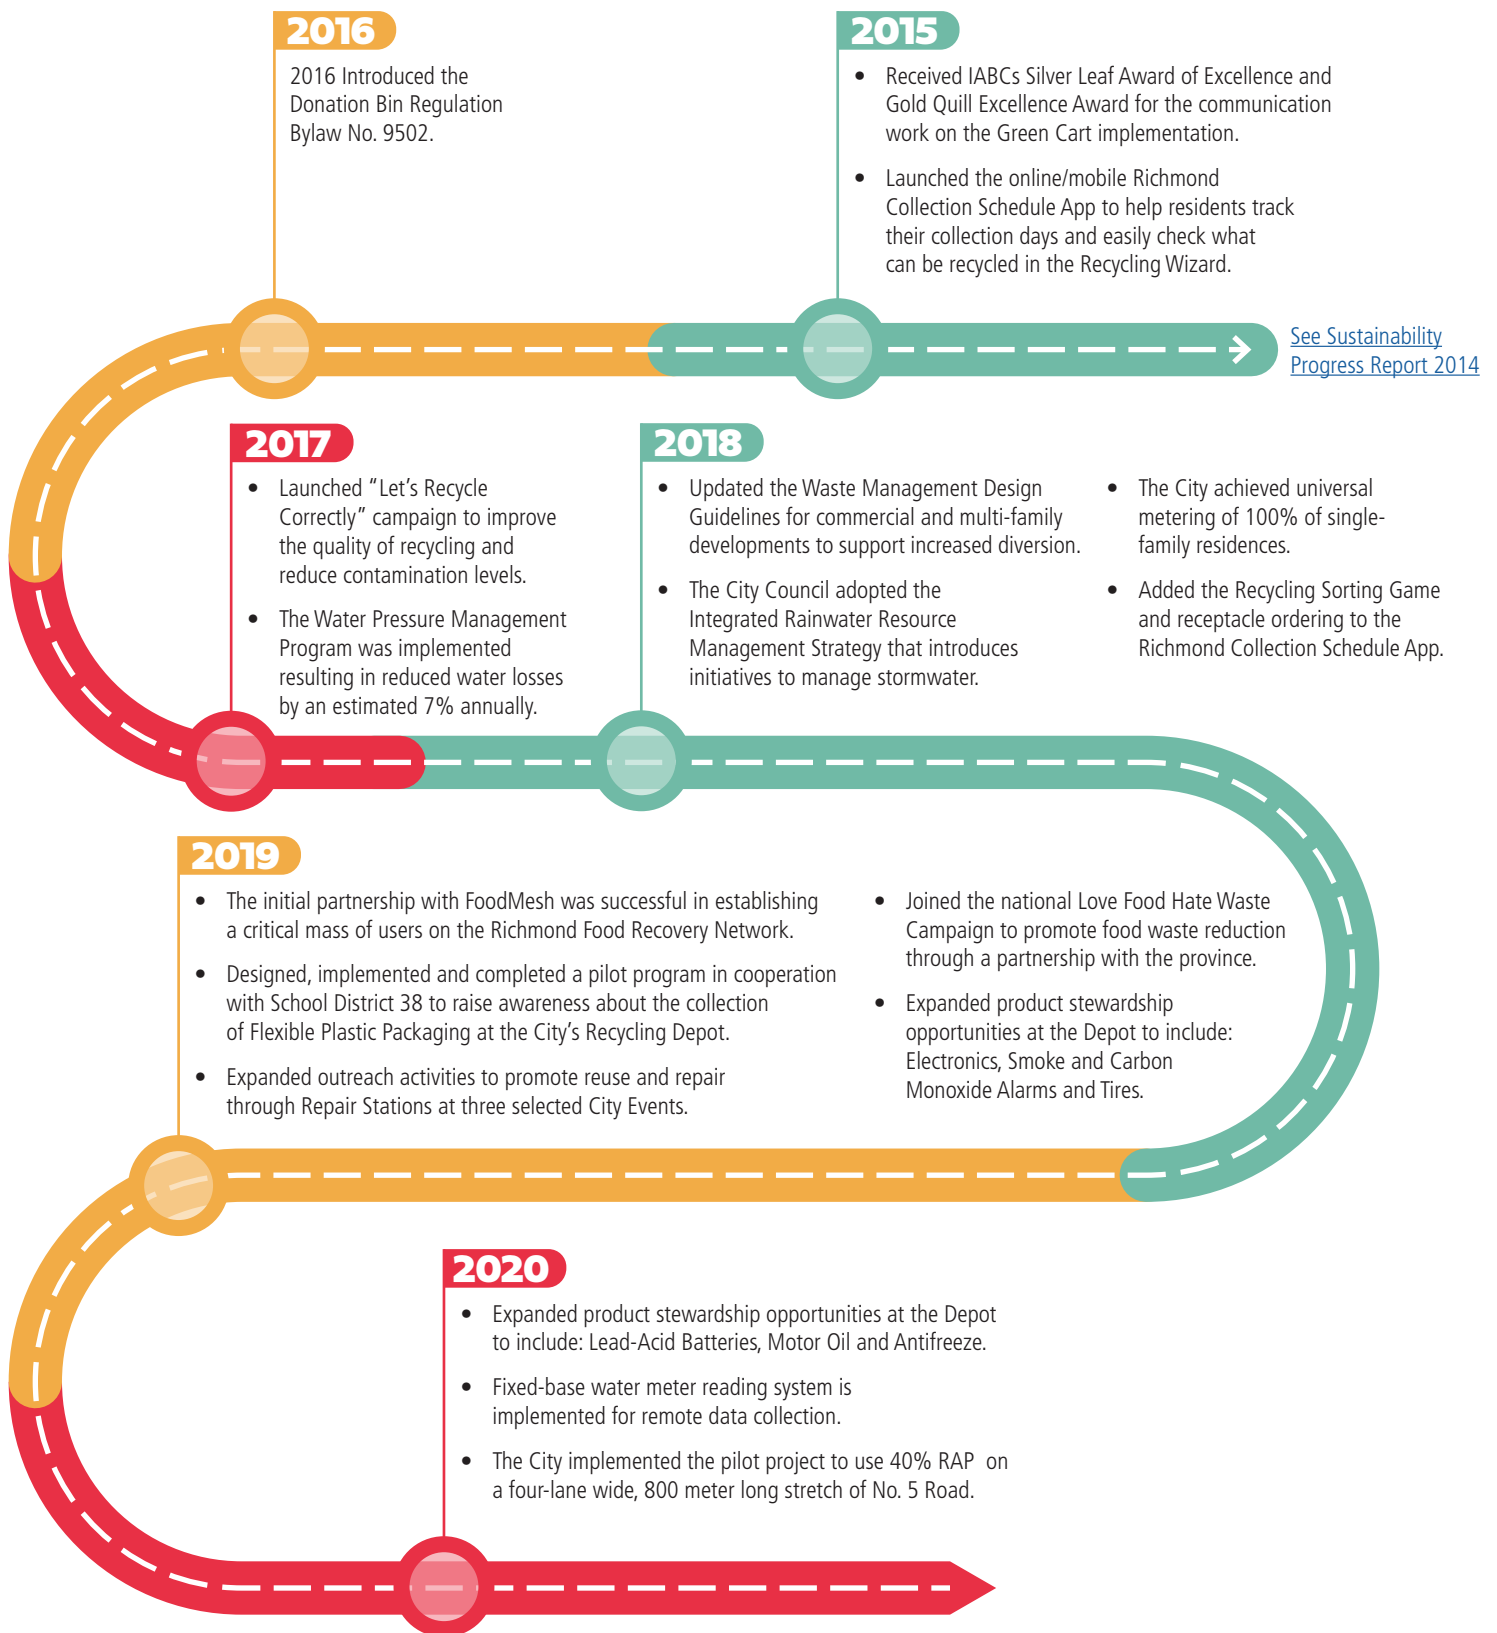 2016
2016 Introduced the
Donation Bin Regulation
Bylaw No. 9502.
2015
• Received IABCs Silver Leaf Award of Excellence and
Gold Quill Excellence Award for the communication
work on the Green Cart implementation.
• Launched the online/mobile Richmond
Collection Schedule App to help residents track
their collection days and easily check what
can be recycled in the Recycling Wizard.
See Sustainability
Progress Report 2014
2017
• Launched “Let’s Recycle
Correctly” campaign to improve
the quality of recycling and
reduce contamination levels.
• The Water Pressure Management
Program was implemented
resulting in reduced water losses
by an estimated 7% annually.
2018
• Updated the Waste Management Design
Guidelines for commercial and multi-family
developments to support increased diversion.
• The City Council adopted the
Integrated Rainwater Resource
Management Strategy that introduces
initiatives to manage stormwater.
• The City achieved universal
metering of 100% of single-
family residences.
• Added the Recycling Sorting Game
and receptacle ordering to the
Richmond Collection Schedule App.
2019
• The initial partnership with FoodMesh was successful in establishing
a critical mass of users on the Richmond Food Recovery Network.
• Designed, implemented and completed a pilot program in cooperation
with School District 38 to raise awareness about the collection
of Flexible Plastic Packaging at the City’s Recycling Depot.
• Expanded outreach activities to promote reuse and repair
through Repair Stations at three selected City Events.
• Joined the national Love Food Hate Waste
Campaign to promote food waste reduction
through a partnership with the province.
• Expanded product stewardship
opportunities at the Depot to include:
Electronics, Smoke and Carbon
Monoxide Alarms and Tires.
2020
• Expanded product stewardship opportunities at the Depot
to include: Lead-Acid Batteries, Motor Oil and Antifreeze.
• Fixed-base water meter reading system is
implemented for remote data collection.
• The City implemented the pilot project to use 40% RAP on
a four-lane wide, 800 meter long stretch of No. 5 Road.